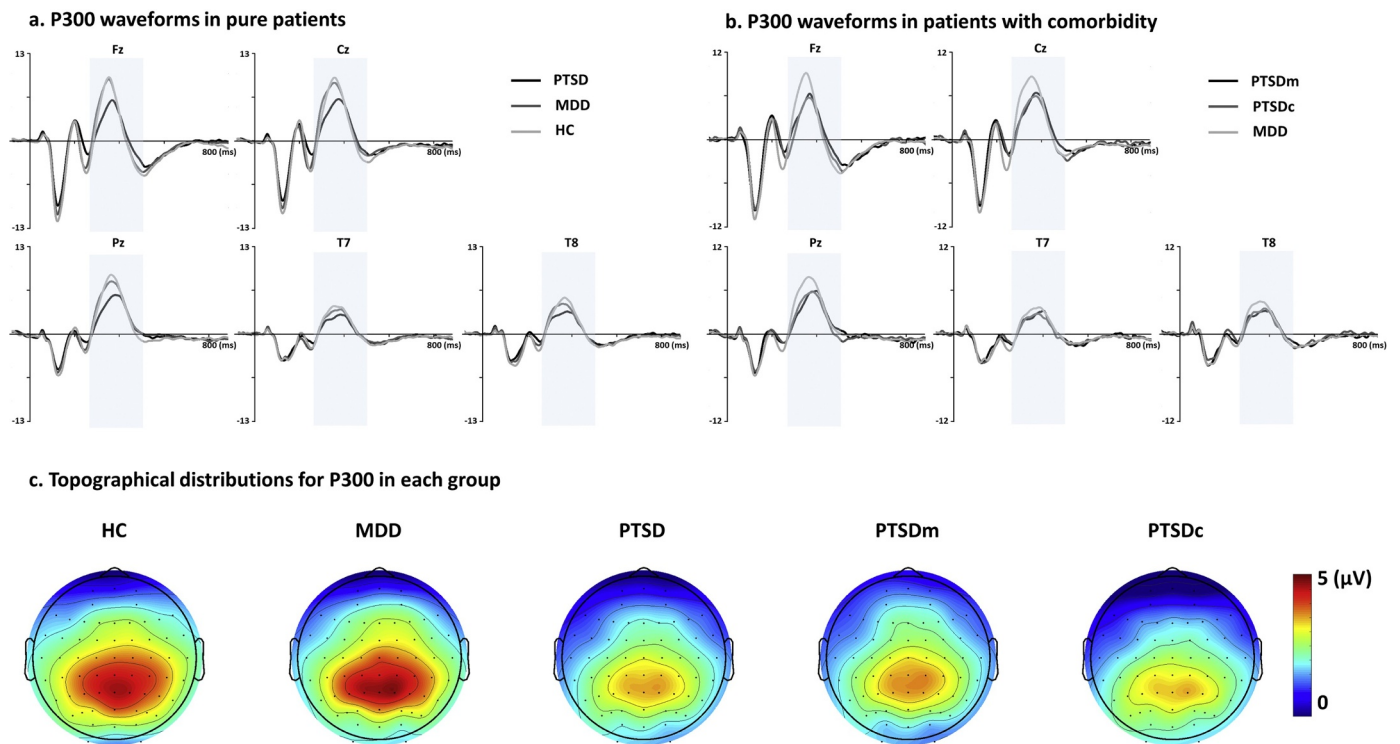 a. P300 waveforms in pure patients
13
Fz
Cz
13
-13
-13
800 (ms)
800 (ms)
PTSD
MDD
HC
13
Pz
T7
T8
13
13
-13
-13
-13
800 (ms)
800 (ms)
800 (ms)
b. P300 waveforms in patients with comorbidity
12
Fz
Cz
12
-12
-12
800 (ms)
800 (ms)
PTSDm
PTSDc
MDD
12
Pz
T7
T8
12
12
-12
-12
-12
800 (ms)
800 (ms)
800 (ms)
c. Topographical distributions for P300 in each group
HC
MDD
PTSD
PTSDm
PTSDc
5 (μV)
0